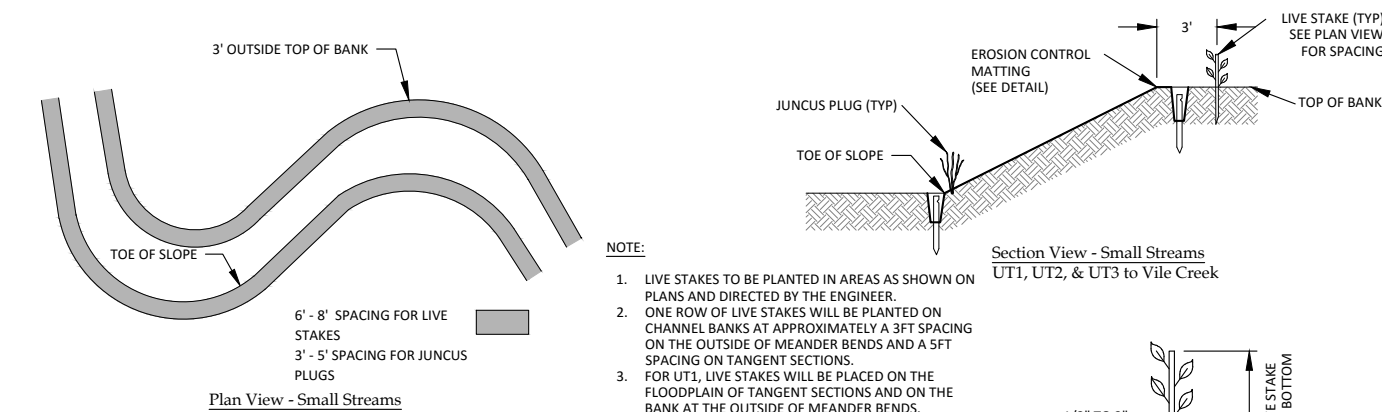 3' OUTSIDE TOP OF BANK
TOE OF SLOPE
6' - 8' SPACING FOR LIVE
STAKES
3' - 5' SPACING FOR JUNCUS
PLUGS
Plan View - Small Streams
NOTE:
1. LIVE STAKES TO BE PLANTED IN AREAS AS SHOWN ON
PLANS AND DIRECTED BY THE ENGINEER.
2. ONE ROW OF LIVE STAKES WILL BE PLANTED ON
CHANNEL BANKS AT APPROXIMATELY A 3FT SPACING
ON THE OUTSIDE OF MEANDER BENDS AND A 5FT
SPACING ON TANGENT SECTIONS.
3. FOR UT1, LIVE STAKES WILL BE PLACED ON THE
FLOODPLAIN OF TANGENT SECTIONS AND ON THE
BANK AT THE OUTSIDE OF MEANDER BENDS.
3'
LIVE STAKE (TYP)
SEE PLAN VIEW
FOR SPACING
EROSION CONTROL
MATTING
(SEE DETAIL)
TOP OF BANK
JUNCUS PLUG (TYP)
TOE OF SLOPE
Section View - Small Streams
UT1, UT2, & UT3 to Vile Creek
STAKE
BOTTOM